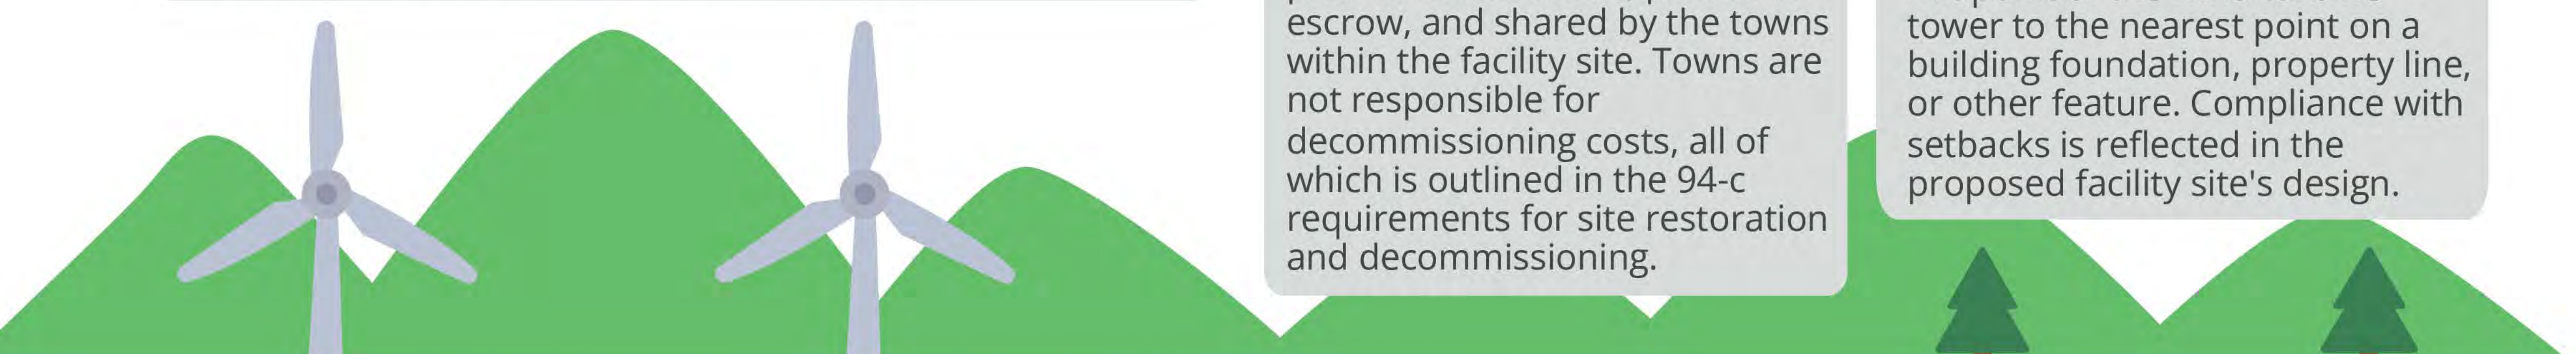 escrow, and shared by the towns
within the facility site. Towns are
not responsible for
decommissioning costs, all of
which is outlined in the 94-c
requirements for site restoration
and decommissioning.
tower to the nearest point on a
building foundation, property line,
or other feature. Compliance with
setbacks is reflected in the
proposed facility site's design.